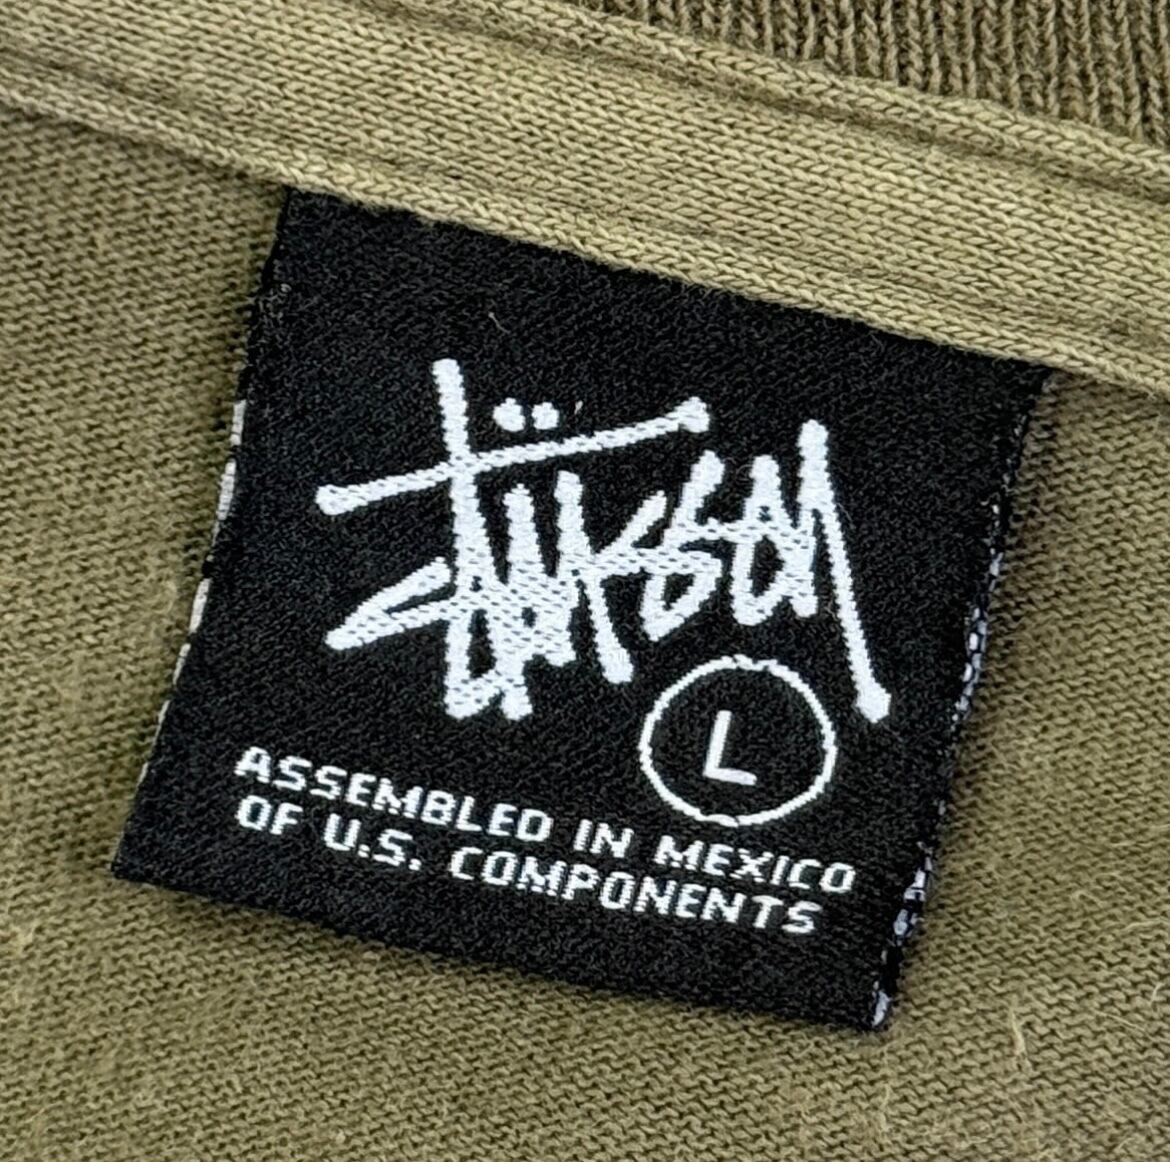 Stüssy
L
ASSEMBLED IN MEXICO
OF U.S. COMPONENTS